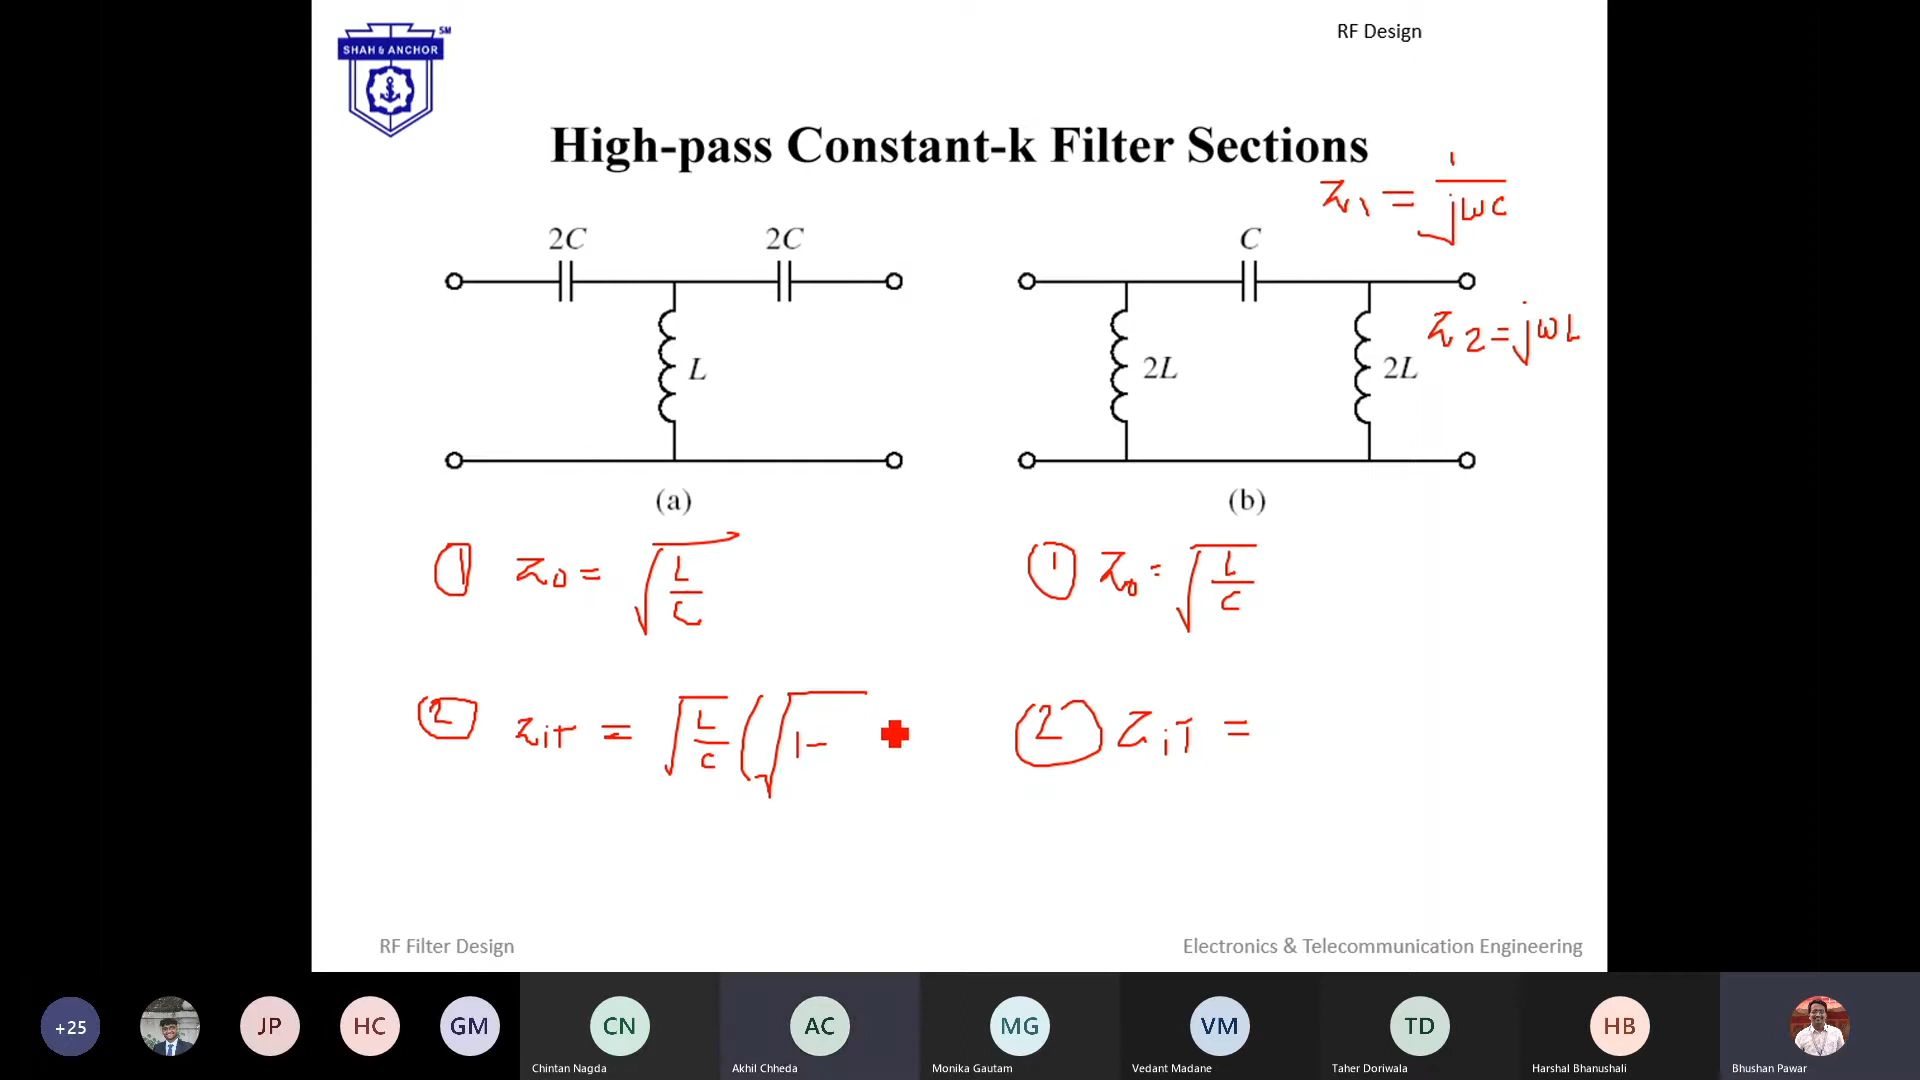 RF Design
SHAH & ANCHOR SM
High-pass Constant-k Filter Sections
Z1 = 1/jωC
2C 2C C
Z2 = jωL
L 2L 2L
(a) (b)
① Z0 = √(L/C) ① Z0 = √(L/C)
② ZiT = √(L/C) (√1- ② Ziπ =
RF Filter Design Electronics & Telecommunication Engineering
+25 JP HC GM CN AC MG VM TD HB
Chintan Nagda Akhil Chheda Monika Gautam Vedant Madane Taher Doriwala Harshal Bhanushali Bhushan Pawar